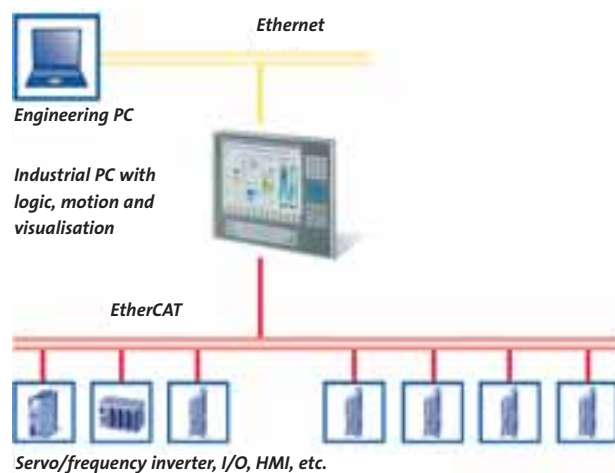 Ethernet
Engineering PC
Industrial PC with
logic, motion and
visualisation
EtherCAT
Servo/frequency inverter, I/O, HMI, etc.